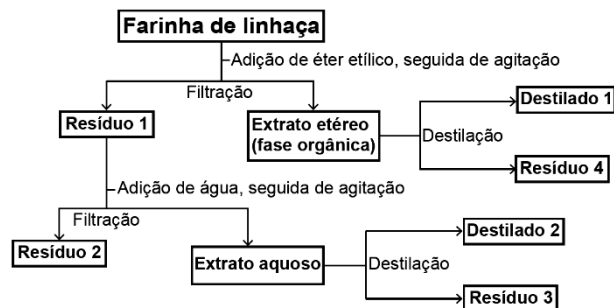 Farinha de linhaça
Adição de éter etílico, seguida de agitação
Filtração
Resíduo 1
Extrato etéreo
(fase orgânica)
Destilação
Destilado 1
Resíduo 4
Adição de água, seguida de agitação
Filtração
Resíduo 2
Extrato aquoso
Destilação
Destilado 2
Resíduo 3